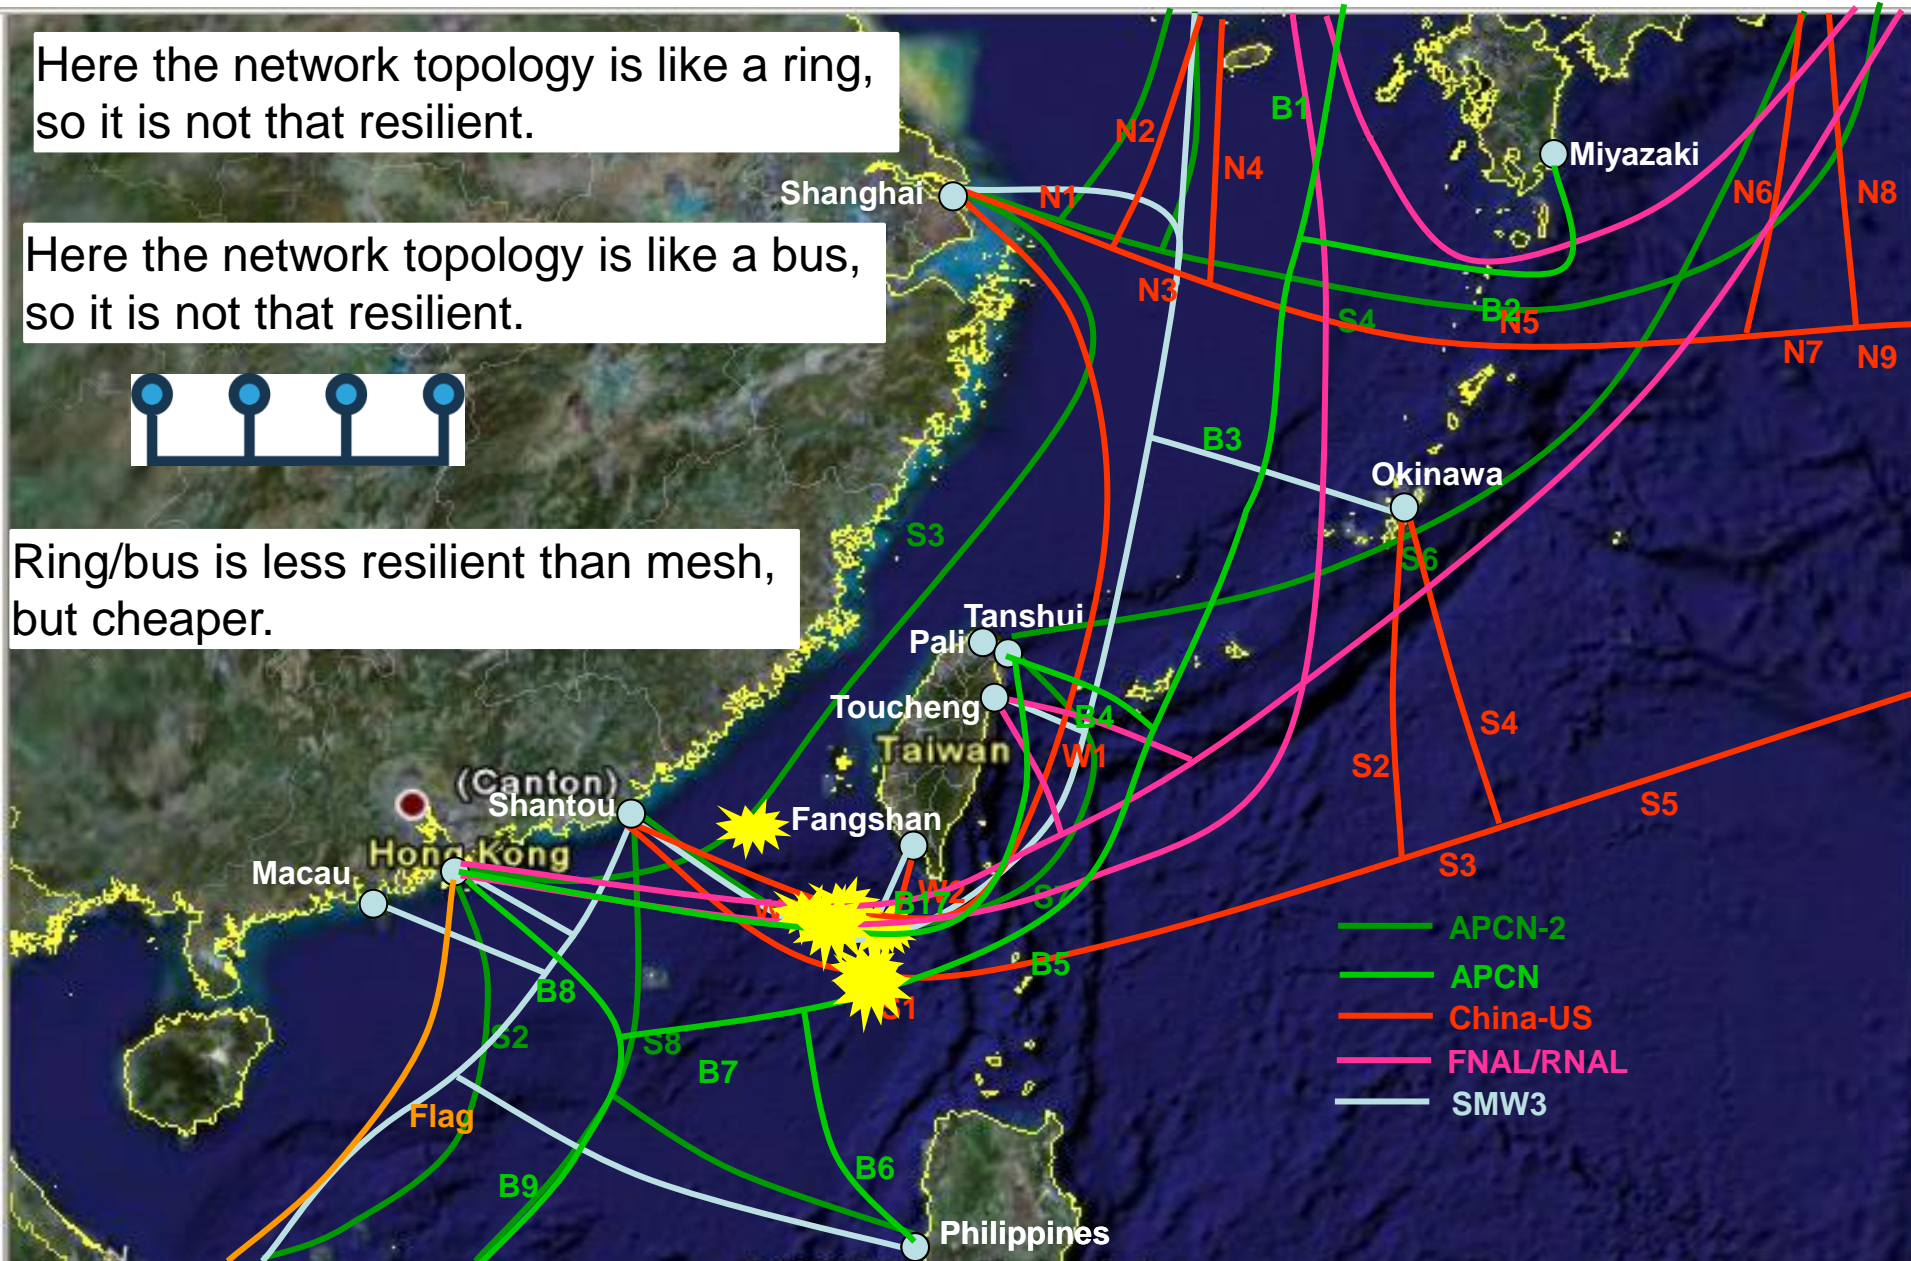 Here the network topology is like a ring,
so it is not that resilient.
Here the network topology is like a bus,
so it is not that resilient.
Ring/bus is less resilient than mesh,
but cheaper.
B1
N2
N4
Miyazaki
Shanghai
N1
N6
N8
N3
S4
B2
N5
N7
N9
B3
Okinawa
S3
S6
Tanshui
Pali
Toucheng
B4
Taiwan
W1
S4
S2
(Canton)
Shantou
Fangshan
S5
Hong Kong
Macau
S3
W2
B17
S7
B5
B8
S2
S8
B7
Flag
B6
B9
Philippines
APCN-2
APCN
China-US
FNAL/RNAL
SMW3